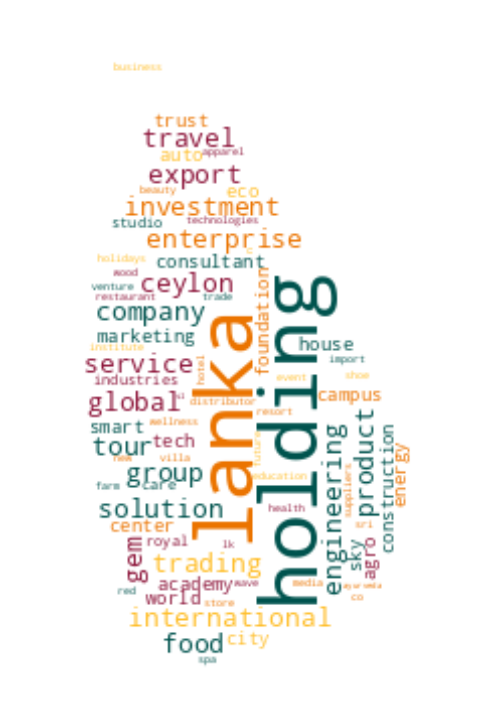 business
trust
travel
auto
apparel
export
beauty
eco
investment
studio
technologies
enterprise
holidays
consultant
wood
venture
ceylon
restaurant
trade
company
foundation
holding
lanka
marketing
house
institute
import
service
hotel
industries
event
shoe
global
distributor
campus
resort
smart
wellness
product
tour
tech
future
engineering
construction
new
villa
energy
group
education
suppliers
farm
care
solution
health
center
sri
gem
royal
lk
sky
agro
trading
academy
wave
media
ayurveda
red
world
store
co
international
food
city
spa